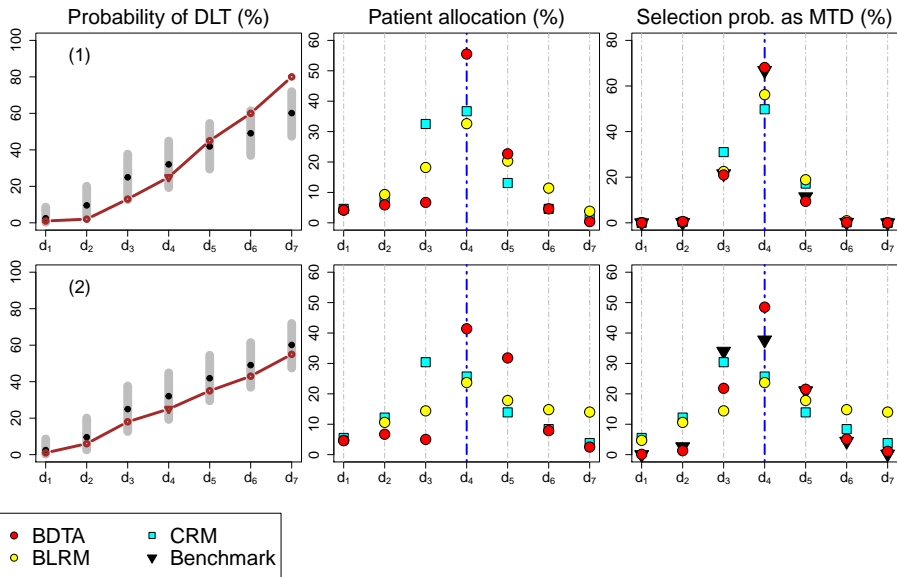 Probability of DLT (%)
Patient allocation (%)
Selection prob. as MTD (%)
(1)
0 20 40 60 80 100
d1 d2 d3 d4 d5 d6 d7
0 10 20 30 40 50 60
d1 d2 d3 d4 d5 d6 d7
0 20 40 60 80
d1 d2 d3 d4 d5 d6 d7
(2)
0 20 40 60 80 100
d1 d2 d3 d4 d5 d6 d7
0 10 20 30 40 50 60
d1 d2 d3 d4 d5 d6 d7
0 10 20 30 40 50 60
d1 d2 d3 d4 d5 d6 d7
BDTA
BLRM
CRM
Benchmark